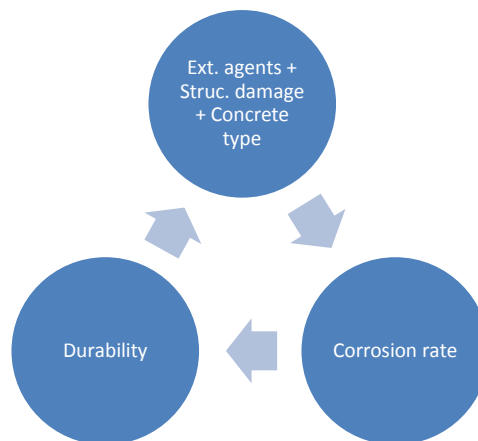 Ext. agents +
Struc. damage
+ Concrete
type
Durability
Corrosion rate